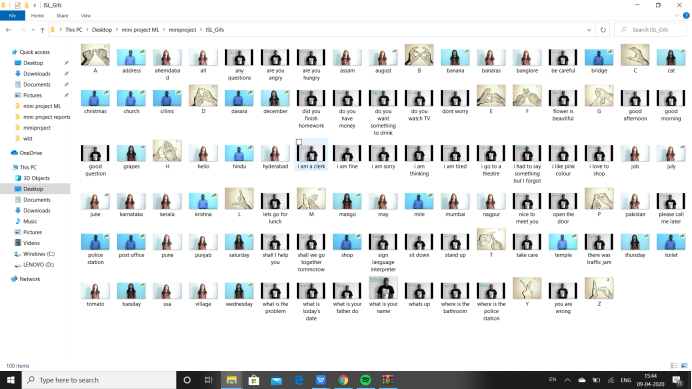 ISL_Gifs
File Home Share View
This PC > Desktop > mini project ML > miniproject > ISL_Gifs
Search ISL_Gifs
Quick access
Desktop
Downloads
Documents
Pictures
mini project ML
mini project reports
miniproject
wbt
OneDrive
This PC
3D Objects
Desktop
Documents
Downloads
Music
Pictures
Videos
Windows (C:)
LENOVO (D:)
Network
A address ahemdabad all any questions are you angry are you hungry assam august B banana banaras banglore be careful bridge C cat
christmas church cilinic D dasara december did you finish homework do you have money do you want something to drink do you watch TV dont worry E F flower is beautiful G good afternoon good morning
good question grapes H hello hindu hyderabad i am a clerk i am fine i am sorry i am thinking i am tired i go to a theatre i had to say something but I forgot i like pink colour i love to shop job july
june karnataka kerala krishna L lets go for lunch M mango may mile mumbai nagpur nice to meet you open the door P pakistan please call me later
police station post office pune punjab saturday shall I help you shall we go together tommorow shop sign language interpreter sit down stand up T take care temple there was traffic jam thursday toilet
tomato tuesday usa village wednesday what is the problem what is today's date what is your father do what is your name whats up where is the bathroom where is the police station Y you are wrong Z
100 items
Type here to search
EN
ENG
15:44
09-04-2020